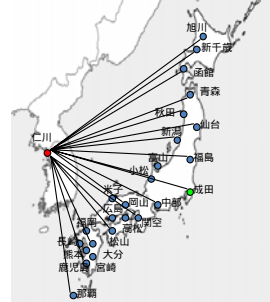 旭川
新千歳
函館
青森
秋田
仙台
新潟
仁川
富山
福島
小松
成田
米子
岡山
中部
広島
関空
高松
福岡
松山
長崎
大分
熊本
鹿児島
宮崎
那覇